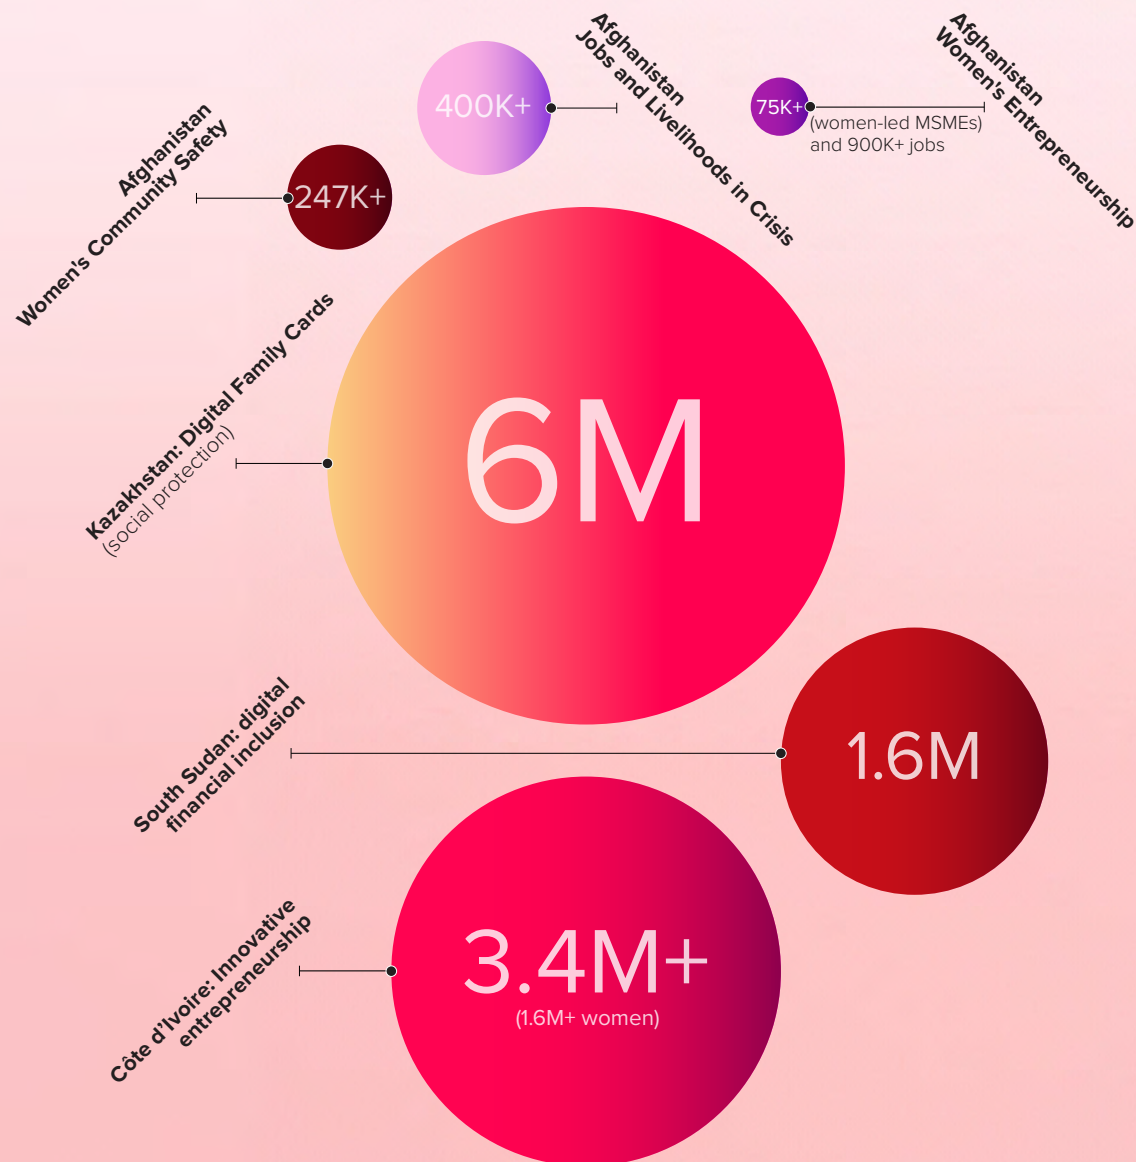 Afghanistan
Women's Community Safety
247K+
400K+
Afghanistan
Jobs and Livelihoods in Crisis
75K+
(women-led MSMEs)
and 900K+ jobs
Afghanistan
Women's Entrepreneurship
Kazakhstan: Digital Family Cards
(social protection)
6M
South Sudan: digital
financial inclusion
1.6M
Côte d’Ivoire: Innovative
entrepreneurship
3.4M+
(1.6M+ women)